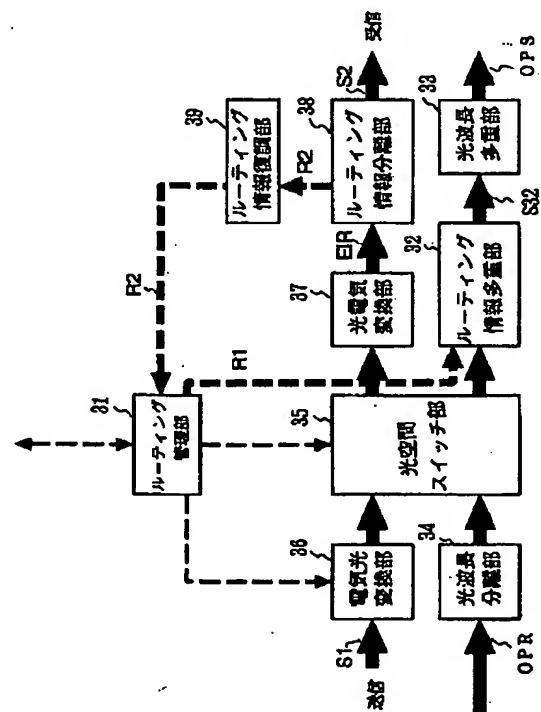 31
ルーティング
管理部
R2
39
ルーティング
情報復調部
R2
R1
送信
S1
36
電気光
変換部
35
光空間
スイッチ部
37
光電気
変換部
EIR
38
ルーティング
情報分離部
S2
受信
OPR
34
光波長
分離部
32
ルーティング
情報多重部
S32
33
光波長
多重部
OPS